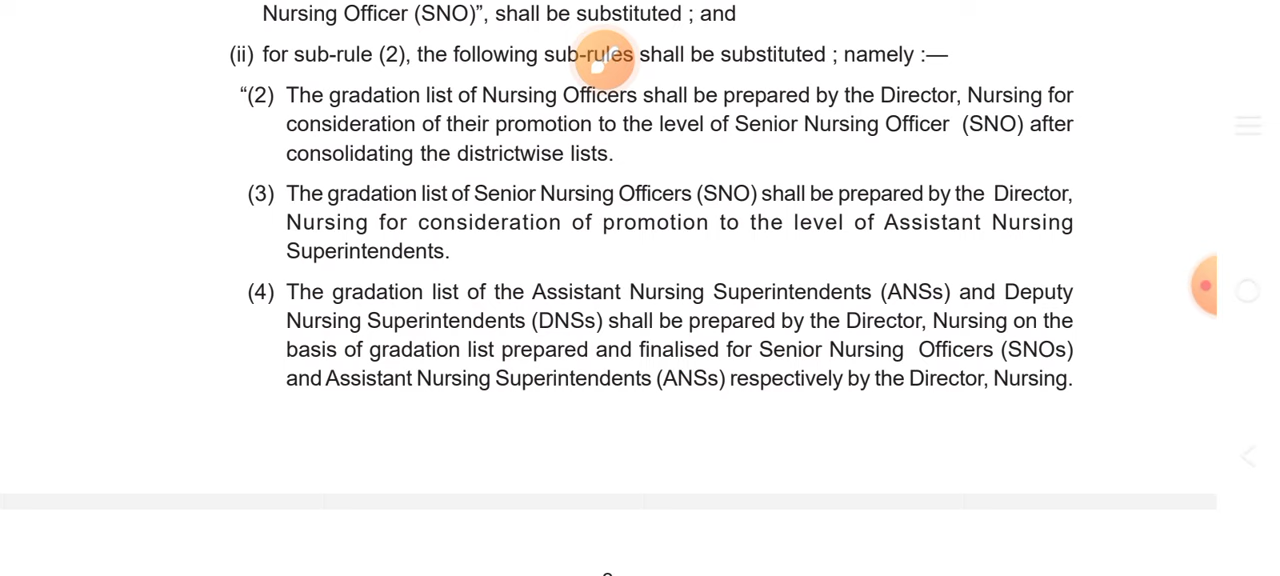 Nursing Officer (SNO)”, shall be substituted ; and
(ii) for sub-rule (2), the following sub-rules shall be substituted ; namely :—
“(2) The gradation list of Nursing Officers shall be prepared by the Director, Nursing for
consideration of their promotion to the level of Senior Nursing Officer (SNO) after
consolidating the districtwise lists.
(3) The gradation list of Senior Nursing Officers (SNO) shall be prepared by the Director,
Nursing for consideration of promotion to the level of Assistant Nursing
Superintendents.
(4) The gradation list of the Assistant Nursing Superintendents (ANSs) and Deputy
Nursing Superintendents (DNSs) shall be prepared by the Director, Nursing on the
basis of gradation list prepared and finalised for Senior Nursing Officers (SNOs)
and Assistant Nursing Superintendents (ANSs) respectively by the Director, Nursing.